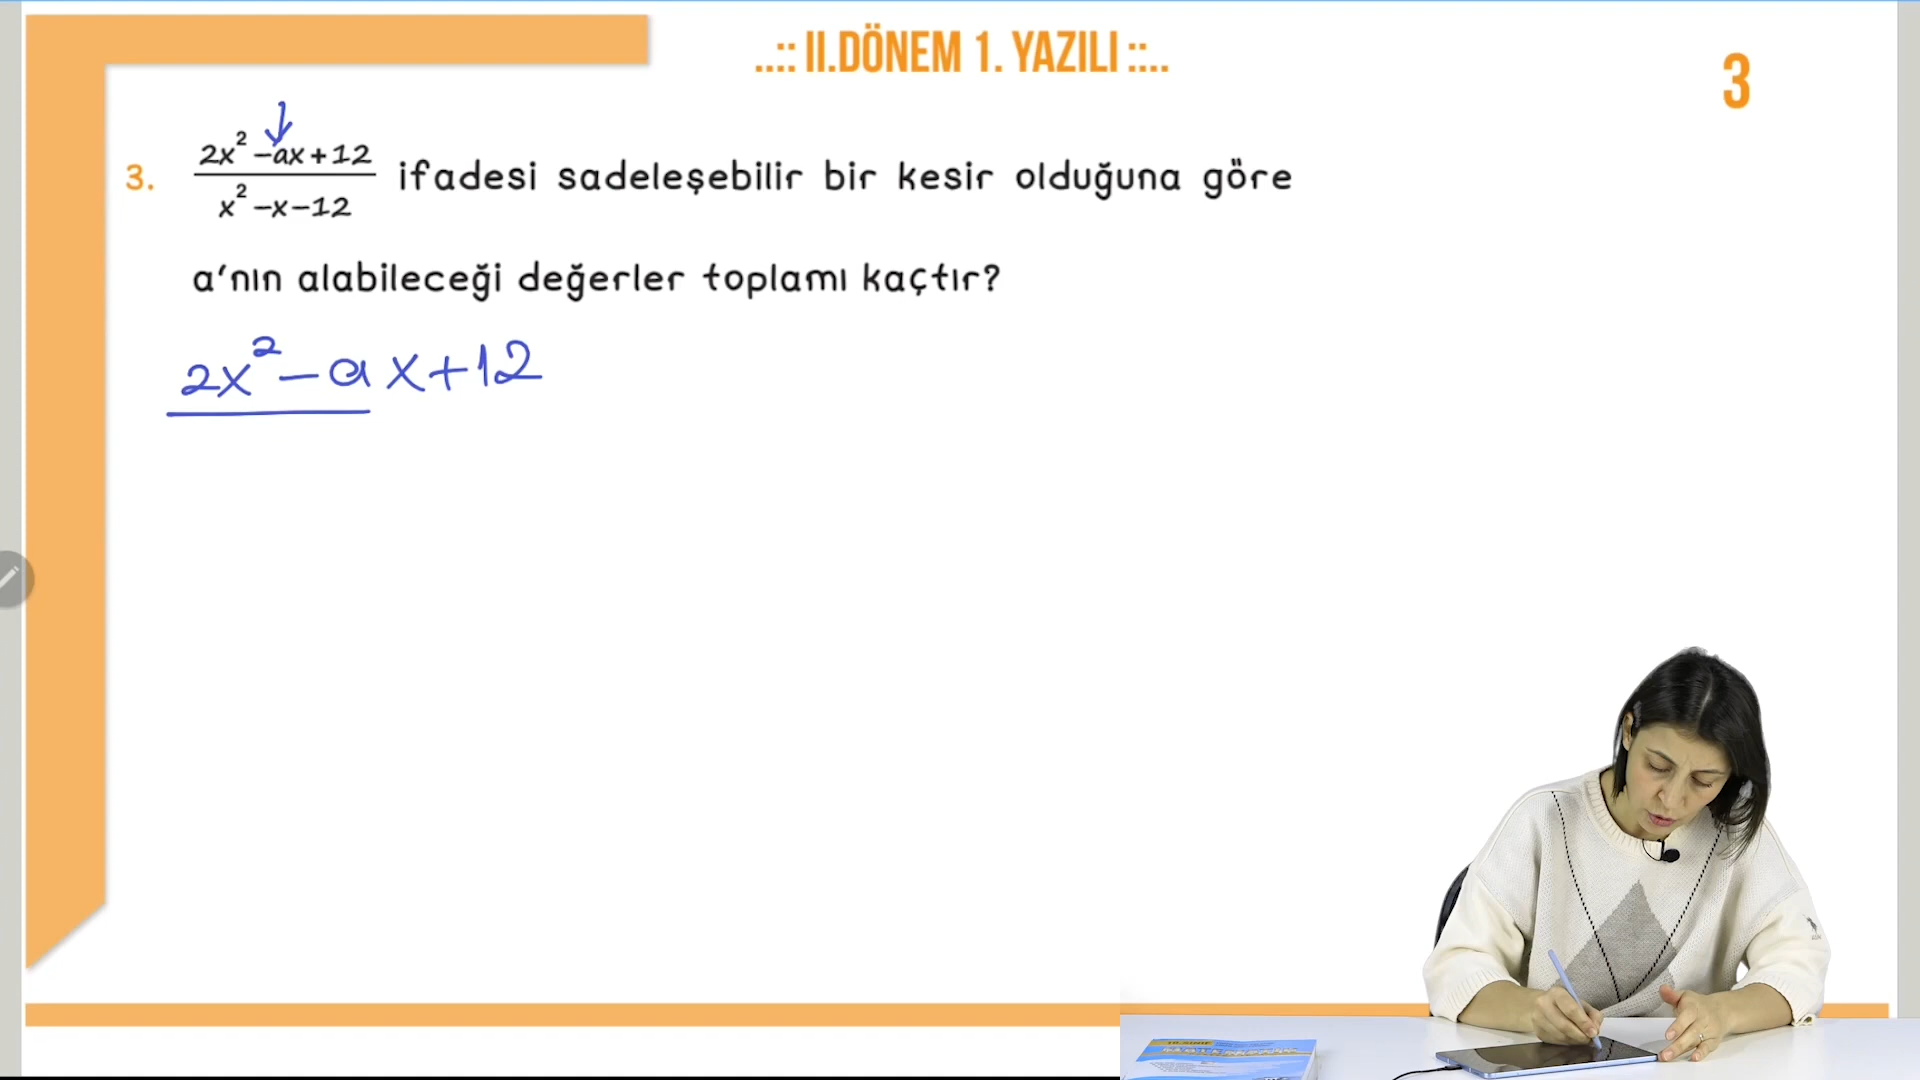 ..:: II.DÖNEM 1. YAZILI ::..
3
3. (2x² -ax+12)/(x² -x-12) ifadesi sadeleşebilir bir kesir olduğuna göre
a'nın alabileceği değerler toplamı kaçtır?
2x² - ax+12